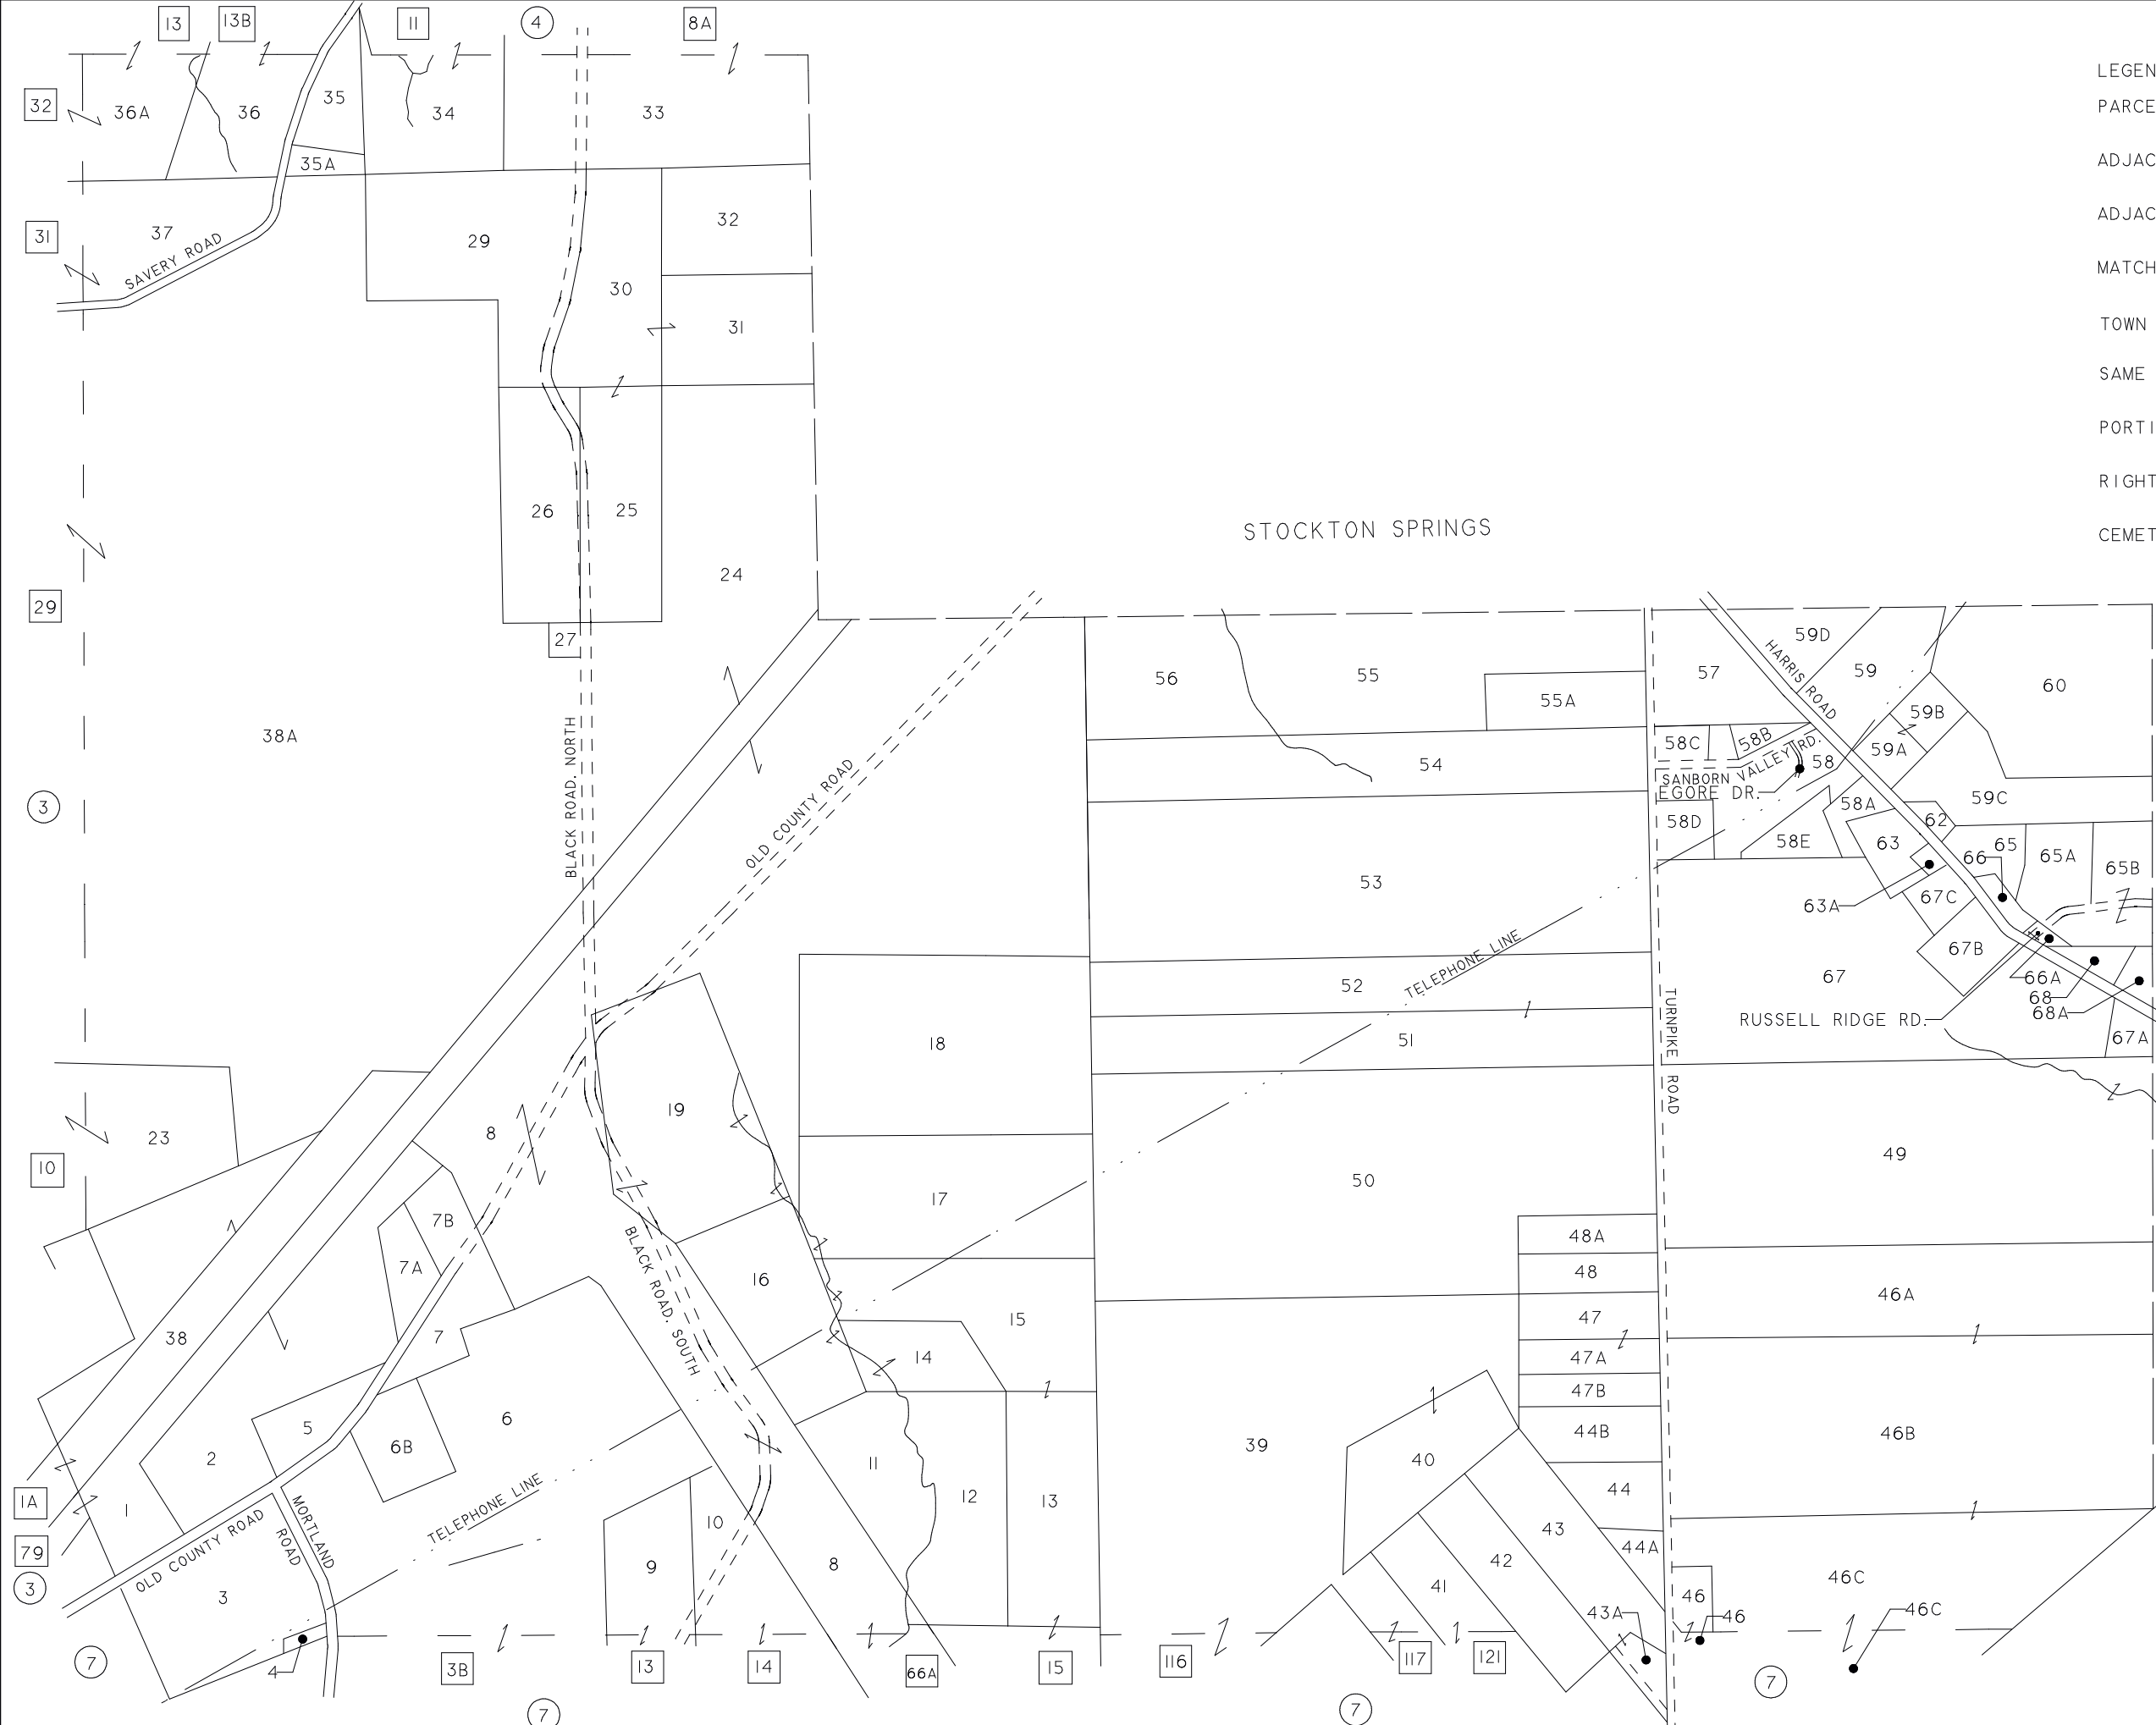 13
13B
11
4
8A
LEGEN
32
36A
36
35
34
33
PARCE
35A
ADJAC
31
37
SAVERY ROAD
29
32
ADJAC
30
MATCH
31
TOWN
SAME
PORTI
26
25
RIGHT
STOCKTON SPRINGS
CEMET
24
29
27
59D
HARRIS ROAD
56
55
57
59
60
55A
59B
38A
BLACK ROAD, NORTH
58C
58B
59A
54
SANBORN VALLEY RD.
58
EGORE DR.
59C
3
OLD COUNTY ROAD
58A
58D
62
58E
63
65
66
65A
65B
53
63A
67C
67B
TELEPHONE LINE
67
66A
52
68
68A
RUSSELL RIDGE RD.
18
51
67A
TURNPIKE ROAD
19
23
8
49
10
17
50
7B
48A
7A
16
48
46A
BLACK ROAD, SOUTH
38
7
15
47
14
47A
47B
5
6
44B
46B
2
6B
39
40
11
44
1A
1
12
13
TELEPHONE LINE
MORTLAND ROAD
10
43
79
44A
3
OLD COUNTY ROAD
9
8
42
41
46
46C
3
43A
46
46C
4
7
3B
13
14
66A
15
116
117
121
7
7
7